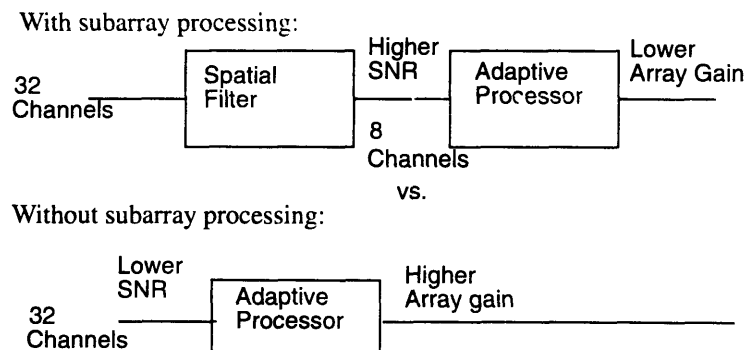 With subarray processing:
32
Channels
Spatial
Filter
Higher
SNR
8
Channels
Adaptive
Processor
Lower
Array Gain
vs.
Without subarray processing:
32
Channels
Lower
SNR
Adaptive
Processor
Higher
Array gain